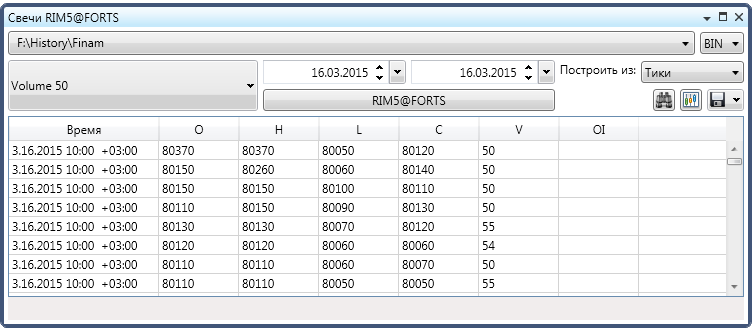 Свечи RIM5@FORTS
F:\History\Finam BIN
Volume 50 16.03.2015 16.03.2015 Построить из: Тики
RIM5@FORTS
Время O H L C V OI
3.16.2015 10:00 +03:00 80370 80370 80050 80120 50
3.16.2015 10:00 +03:00 80150 80260 80060 80140 50
3.16.2015 10:00 +03:00 80150 80150 80100 80110 50
3.16.2015 10:00 +03:00 80110 80150 80090 80130 50
3.16.2015 10:00 +03:00 80130 80130 80070 80120 55
3.16.2015 10:00 +03:00 80120 80120 80060 80060 54
3.16.2015 10:00 +03:00 80110 80110 80060 80070 50
3.16.2015 10:00 +03:00 80110 80110 80050 80050 55